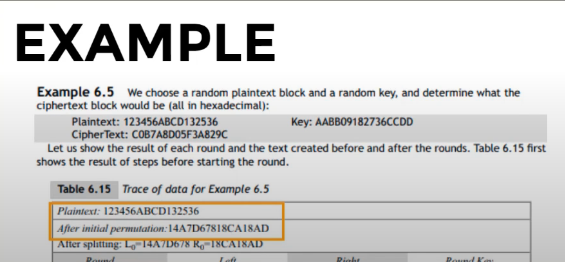 EXAMPLE
Example 6.5 We choose a random plaintext block and a random key, and determine what the
ciphertext block would be (all in hexadecimal):
Plaintext: 123456ABCD132536 Key: AABB09182736CCDD
CipherText: C0B7A8D05F3A829C
Let us show the result of each round and the text created before and after the rounds. Table 6.15 first
shows the result of steps before starting the round.
Table 6.15 Trace of data for Example 6.5
Plaintext: 123456ABCD132536
After initial permutation:14A7D67818CA18AD
After splitting: L₀=14A7D678 R₀=18CA18AD
Round Left Right Round Key